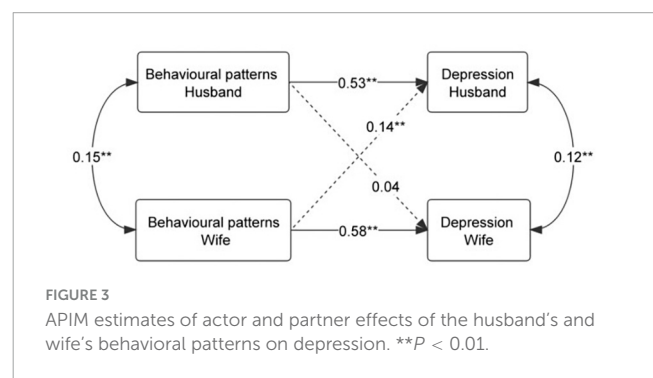 Behavioural patterns
Husband
0.53**
Depression
Husband
0.14**
0.15**
0.12**
0.04
Behavioural patterns
Wife
0.58**
Depression
Wife
FIGURE 3
APIM estimates of actor and partner effects of the husband's and
wife's behavioral patterns on depression. **P < 0.01.